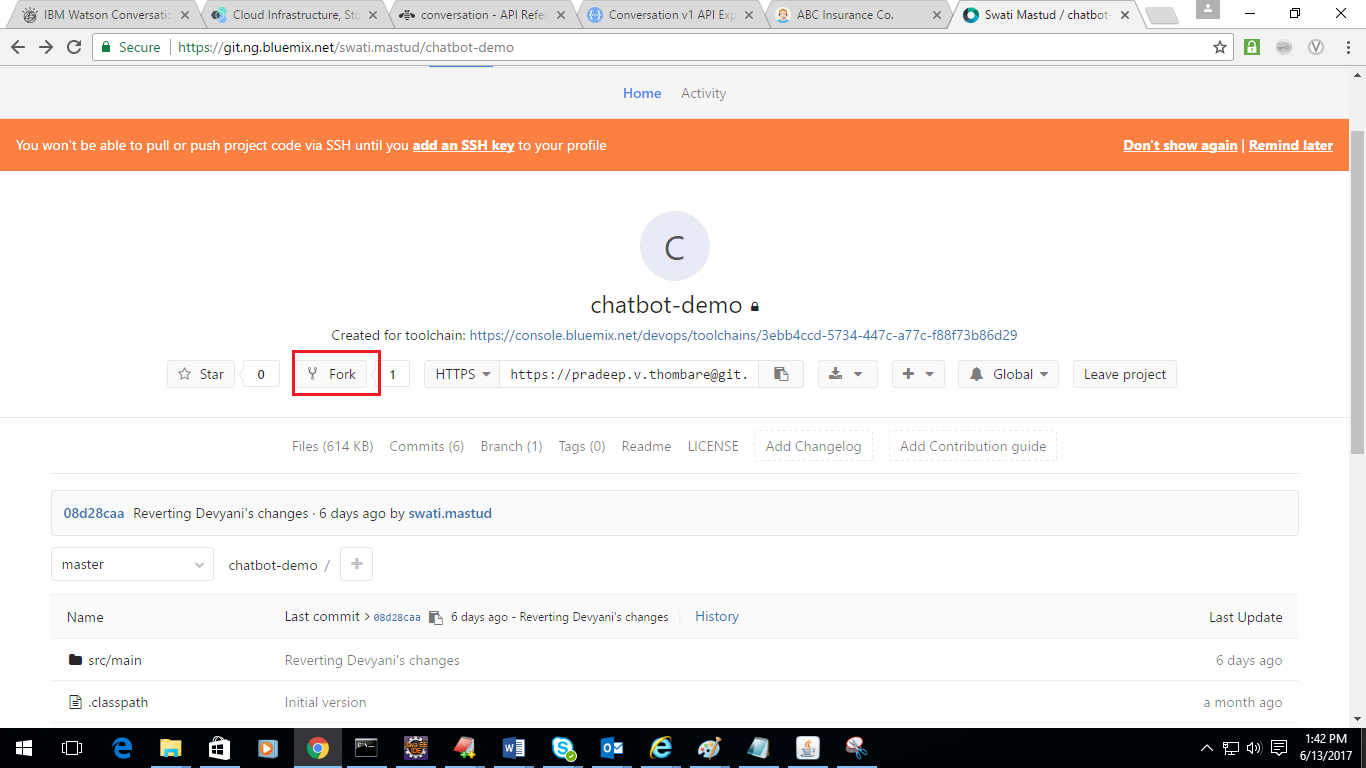 IBM Watson Conversatio
Cloud Infrastructure, Sto
conversation - API Refer
Conversation v1 API Exp
ABC Insurance Co.
Swati Mastud / chatbot-
Secure
https://git.ng.bluemix.net/swati.mastud/chatbot-demo
Home Activity
You won't be able to pull or push project code via SSH until you add an SSH key to your profile
Don't show again | Remind later
C
chatbot-demo
Created for toolchain: https://console.bluemix.net/devops/toolchains/3ebb4ccd-5734-447c-a77c-f88f73b86d29
Star 0 Fork 1 HTTPS https://pradeep.v.thombare@git. Global Leave project
Files (614 KB) Commits (6) Branch (1) Tags (0) Readme LICENSE Add Changelog Add Contribution guide
08d28caa Reverting Devyani's changes · 6 days ago by swati.mastud
master chatbot-demo / +
Name Last commit > 08d28caa 6 days ago - Reverting Devyani's changes History Last Update
src/main Reverting Devyani's changes 6 days ago
.classpath Initial version a month ago
1:42 PM
6/13/2017